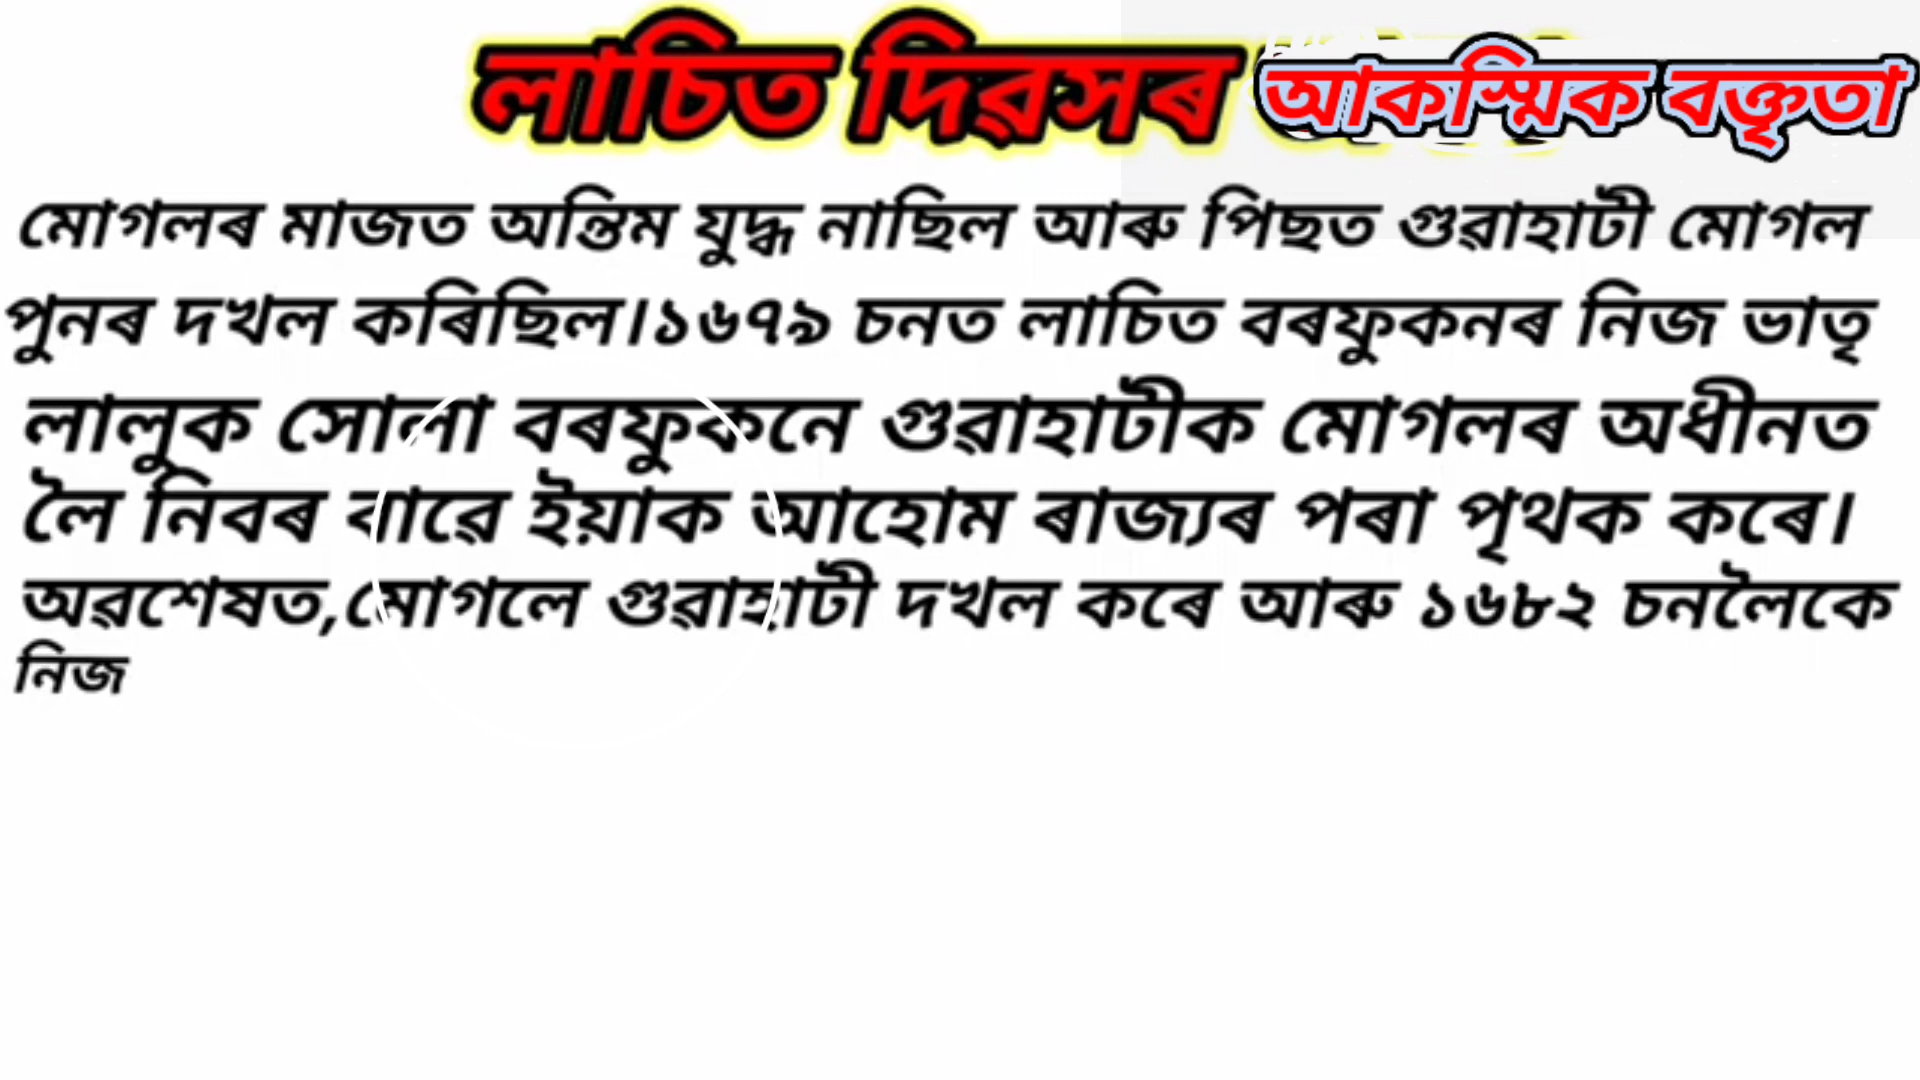 লাচিত দিৱসৰ আকস্মিক বক্তৃতা
মোগলৰ মাজত অন্তিম যুদ্ধ নাছিল আৰু পিছত গুৱাহাটী মোগল
পুনৰ দখল কৰিছিল।১৬৭৯ চনত লাচিত বৰফুকনৰ নিজ ভাতৃ
লালুক সোলা বৰফুকনে গুৱাহাটীক মোগলৰ অধীনত
লৈ নিবৰ বাৱে ইয়াক আহোম ৰাজ্যৰ পৰা পৃথক কৰে।
অৱশেষত,মোগলে গুৱাহাটী দখল কৰে আৰু ১৬৮২ চনলৈকে
নিজ